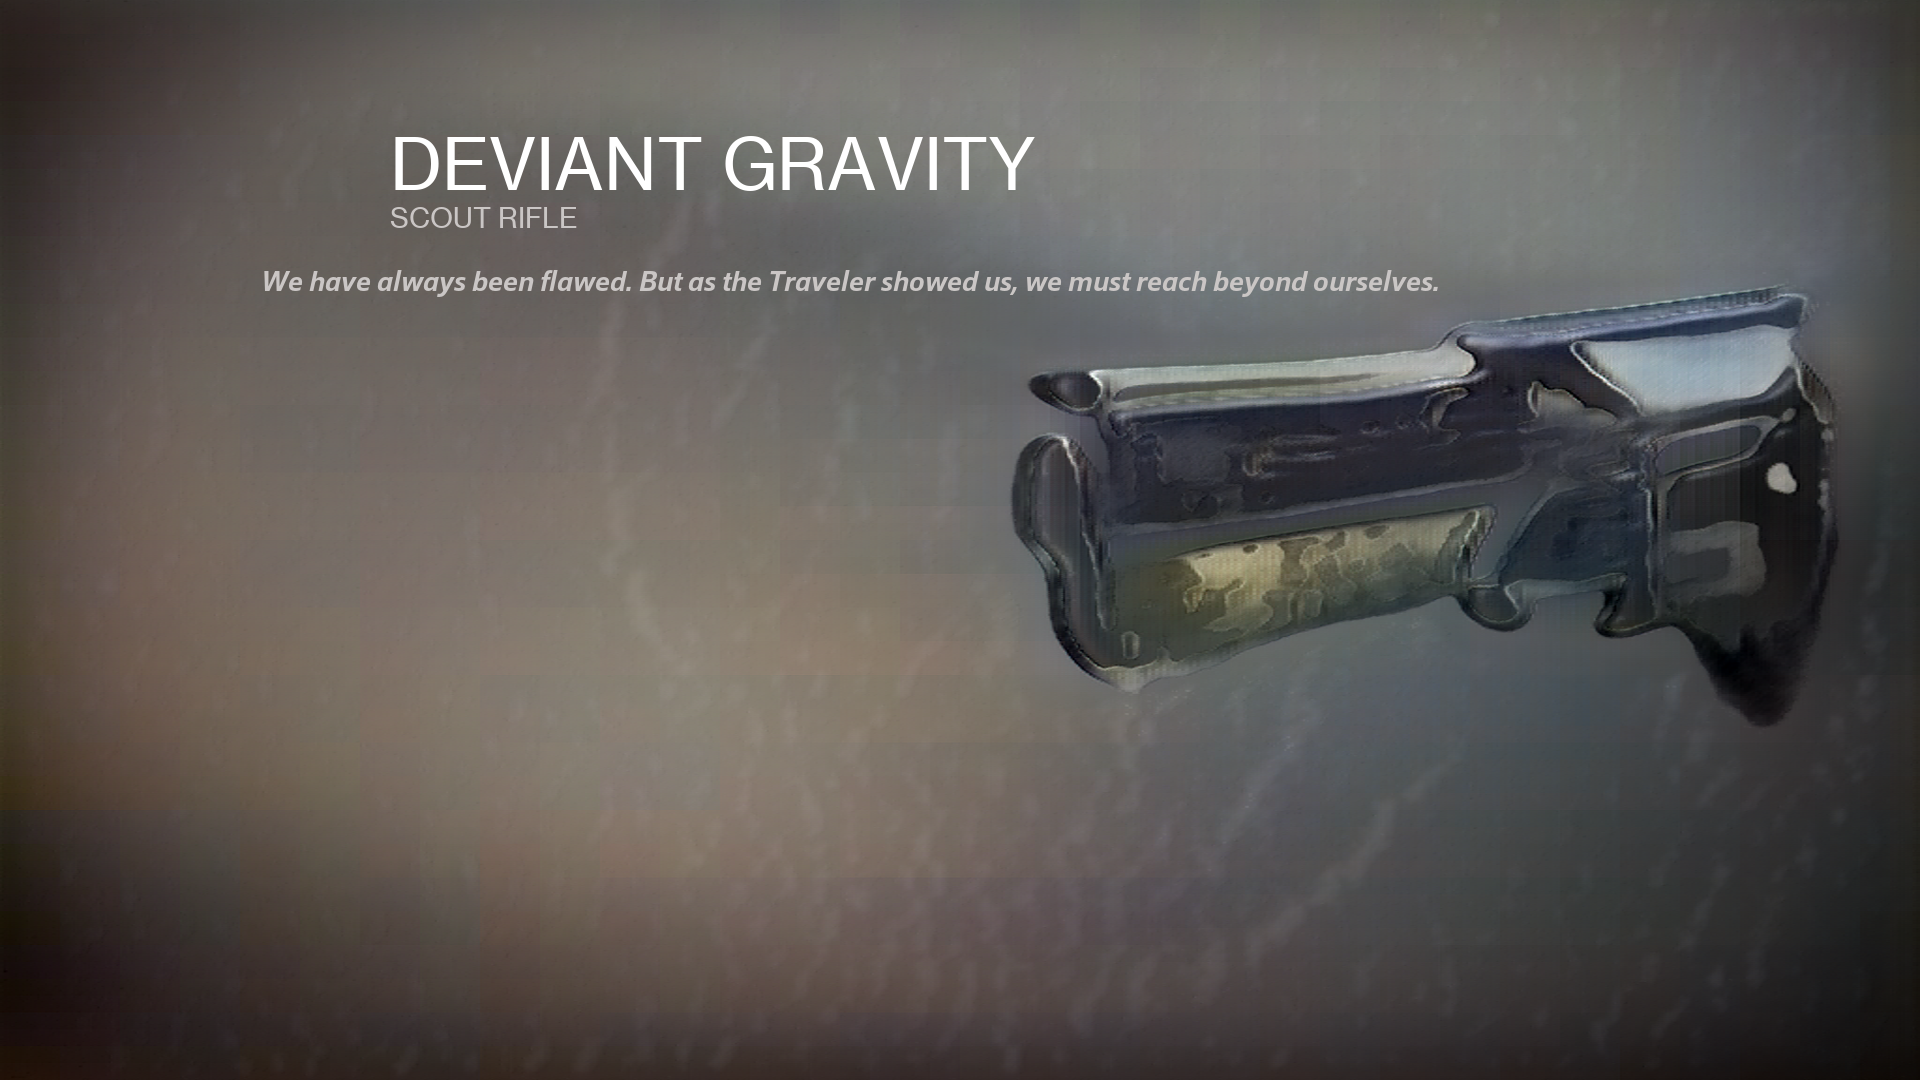 DEVIANT GRAVITY
SCOUT RIFLE
We have always been flawed. But as the Traveler showed us, we must reach beyond ourselves.